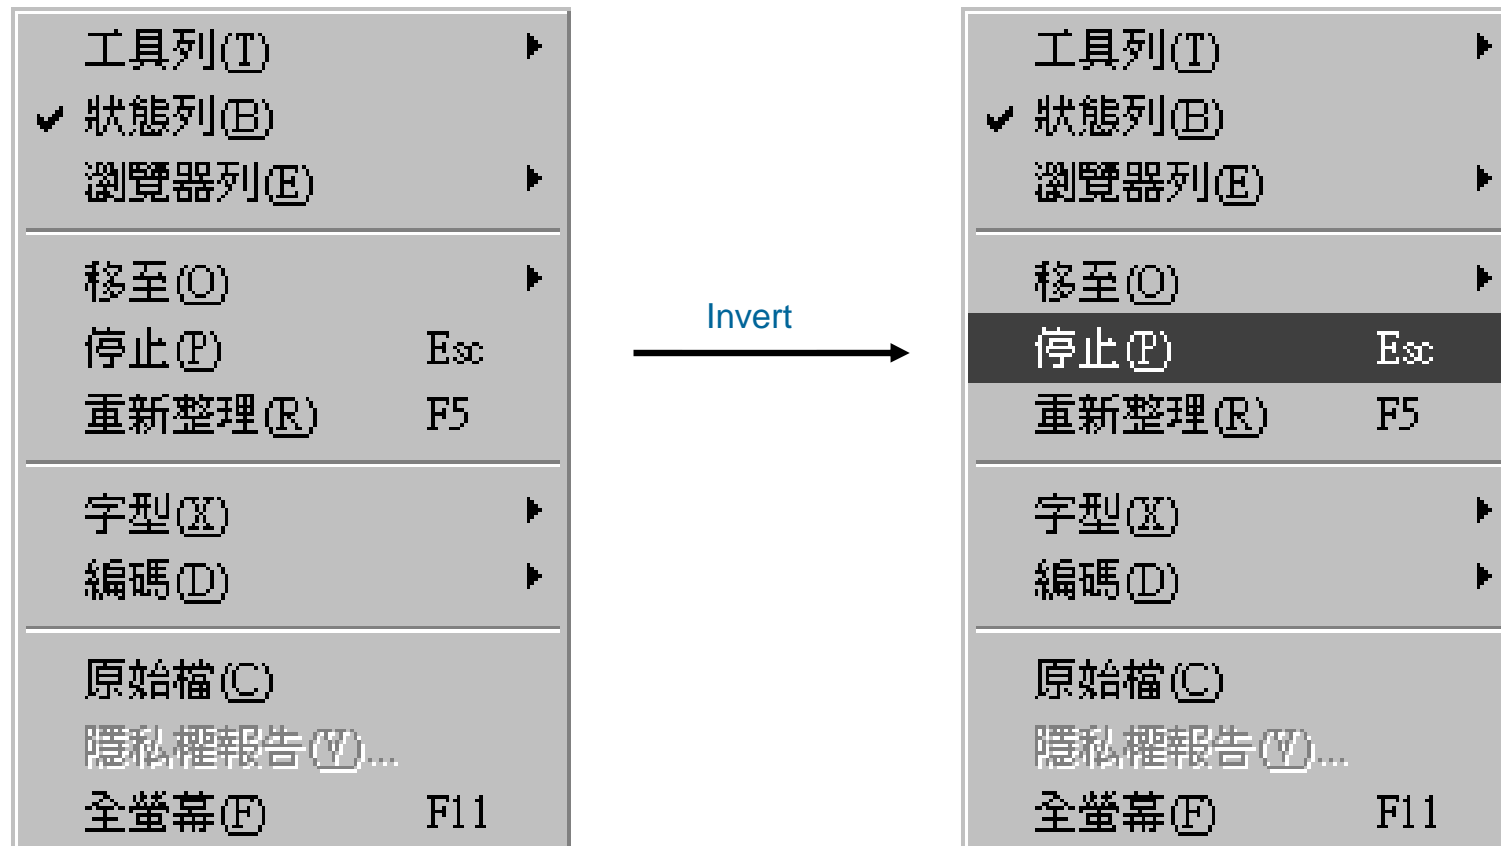 工具列(T)
狀態列(B)
瀏覽器列(E)
移至(O)
停止(P) Esc
重新整理(R) F5
字型(X)
編碼(D)
原始檔(C)
隱私權報告(V)...
全螢幕(F) F11
Invert
工具列(T)
狀態列(B)
瀏覽器列(E)
移至(O)
停止(P) Esc
重新整理(R) F5
字型(X)
編碼(D)
原始檔(C)
隱私權報告(V)...
全螢幕(F) F11